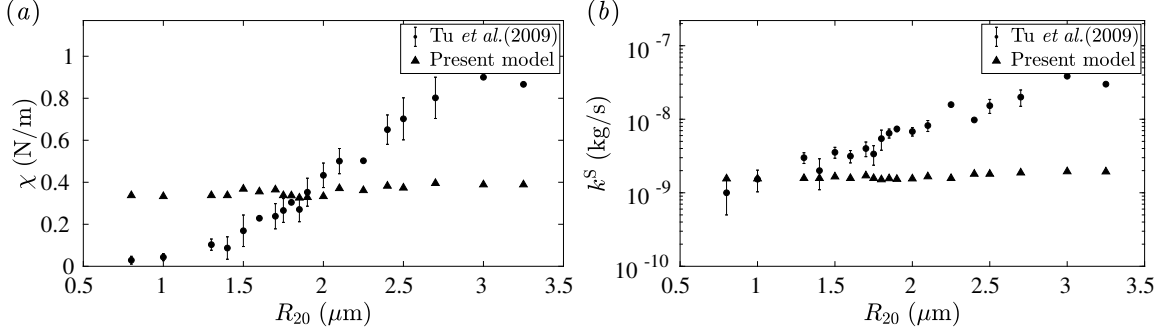 (a)
Tu et al.(2009)
Present model
χ (N/m)
1
0.8
0.6
0.4
0.2
0
0.5 1 1.5 2 2.5 3 3.5
R20 (μm)
(b)
Tu et al.(2009)
Present model
k^S (kg/s)
10^-7
10^-8
10^-9
10^-10
0.5 1 1.5 2 2.5 3 3.5
R20 (μm)